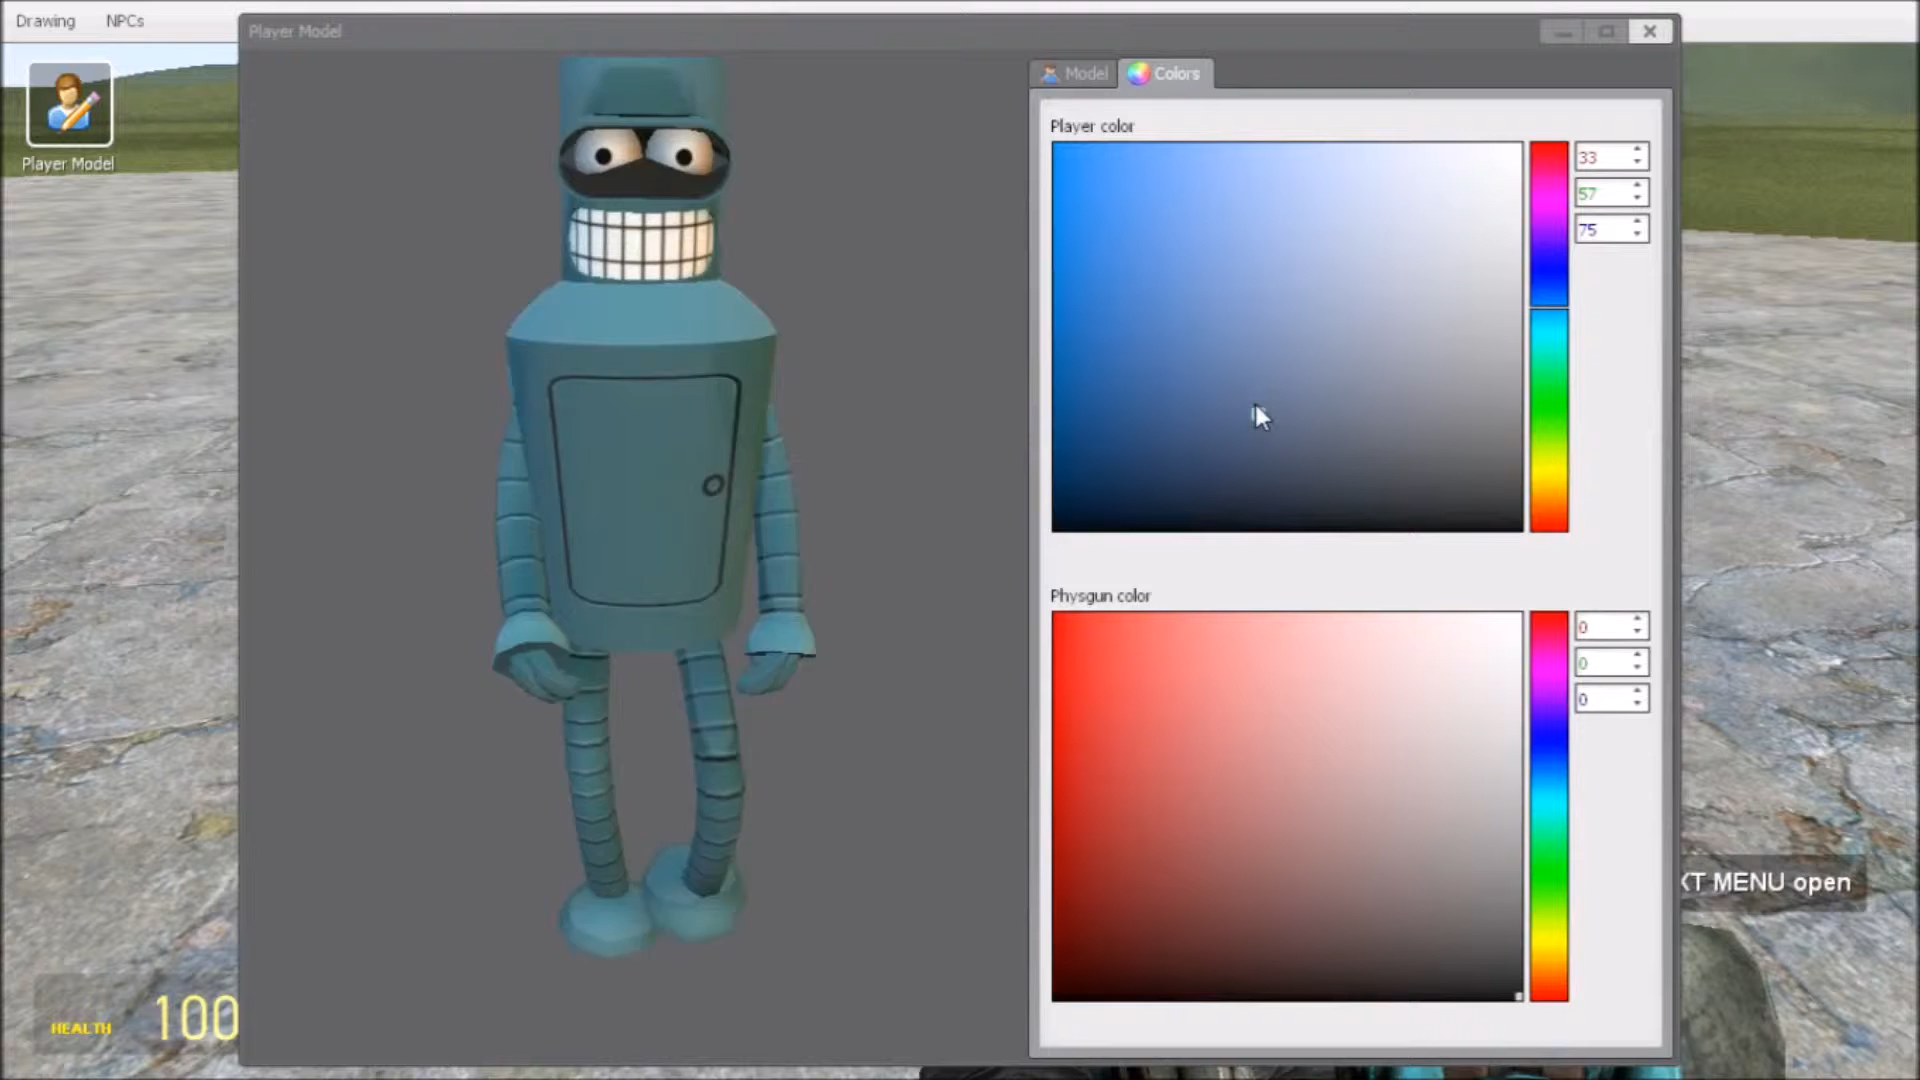 Drawing NPCs
Player Model
Player Model
Model Colors
Player color
33
57
75
Physgun color
0
0
0
XT MENU open
HEALTH 100